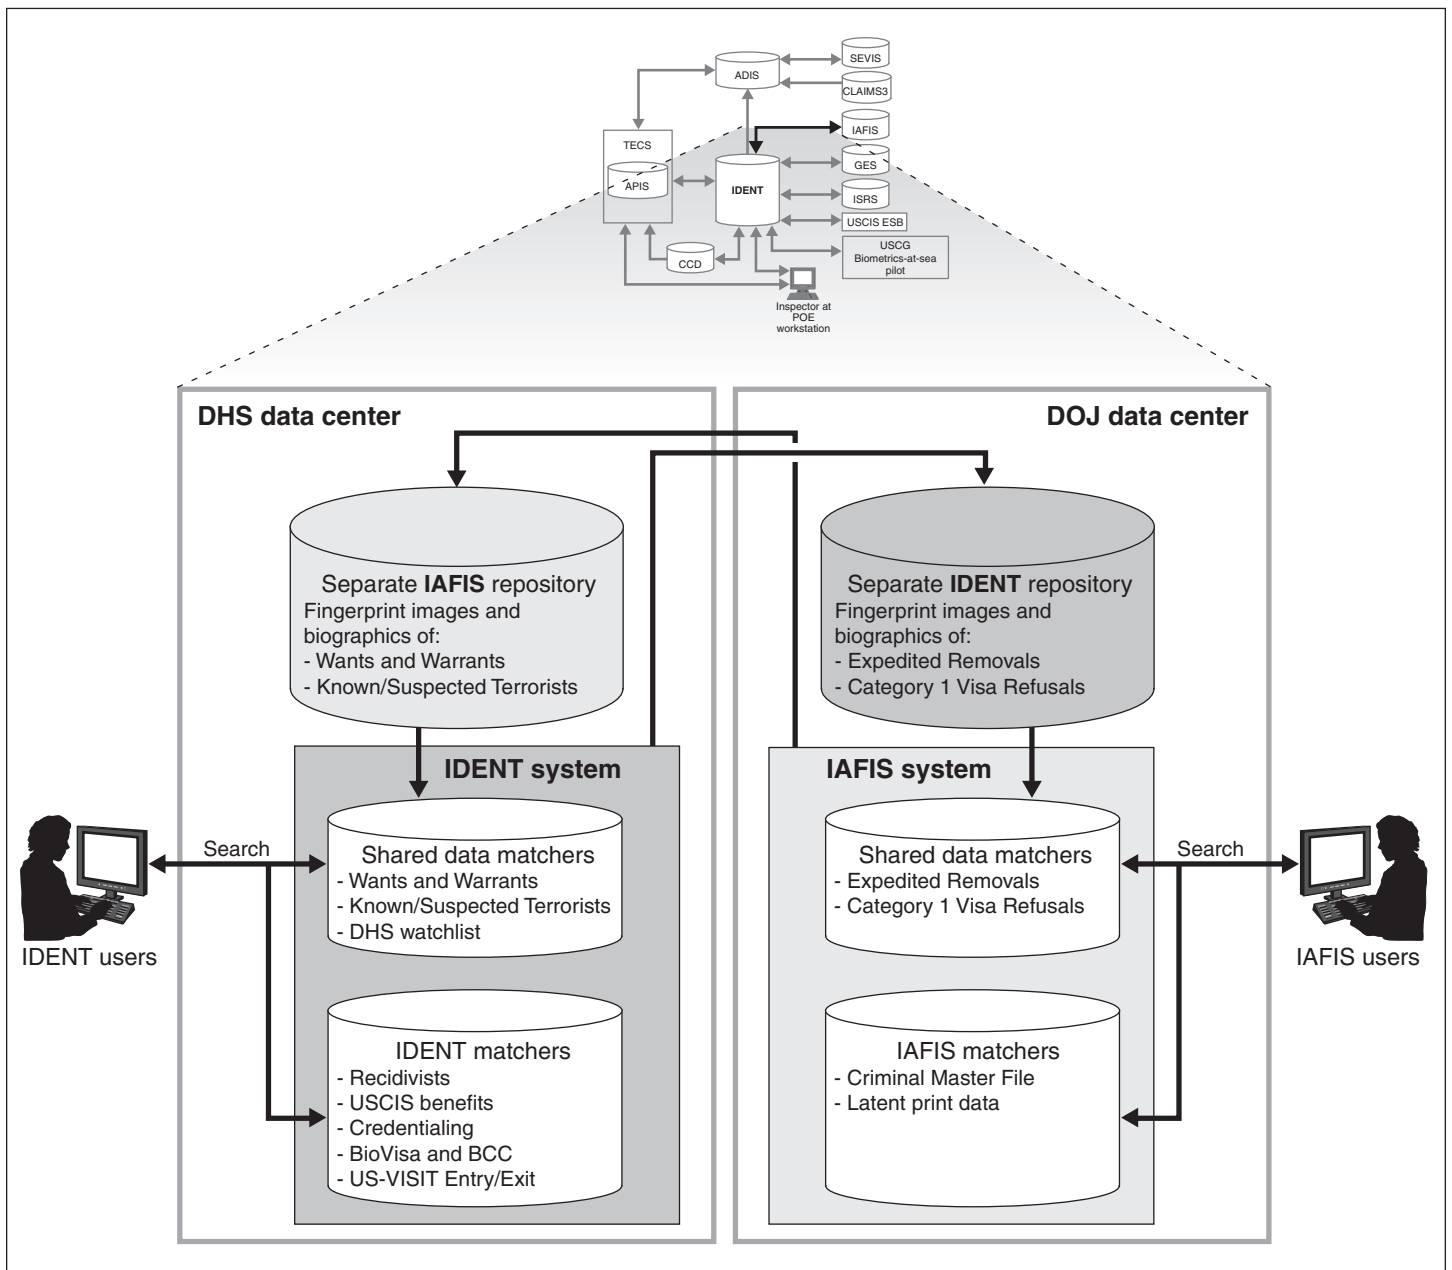 SEVIS
ADIS
CLAIMS3
IAFIS
TECS
GES
APIS
IDENT
ISRS
USCIS ESB
USCG
Biometrics-at-sea
pilot
CCD
Inspector at
POE
workstation
DHS data center
DOJ data center
Separate IAFIS repository
Fingerprint images and
biographics of:
- Wants and Warrants
- Known/Suspected Terrorists
Separate IDENT repository
Fingerprint images and
biographics of:
- Expedited Removals
- Category 1 Visa Refusals
IDENT system
IAFIS system
Search
Shared data matchers
- Wants and Warrants
- Known/Suspected Terrorists
- DHS watchlist
Shared data matchers
- Expedited Removals
- Category 1 Visa Refusals
Search
IDENT users
IAFIS users
IDENT matchers
- Recidivists
- USCIS benefits
- Credentialing
- BioVisa and BCC
- US-VISIT Entry/Exit
IAFIS matchers
- Criminal Master File
- Latent print data